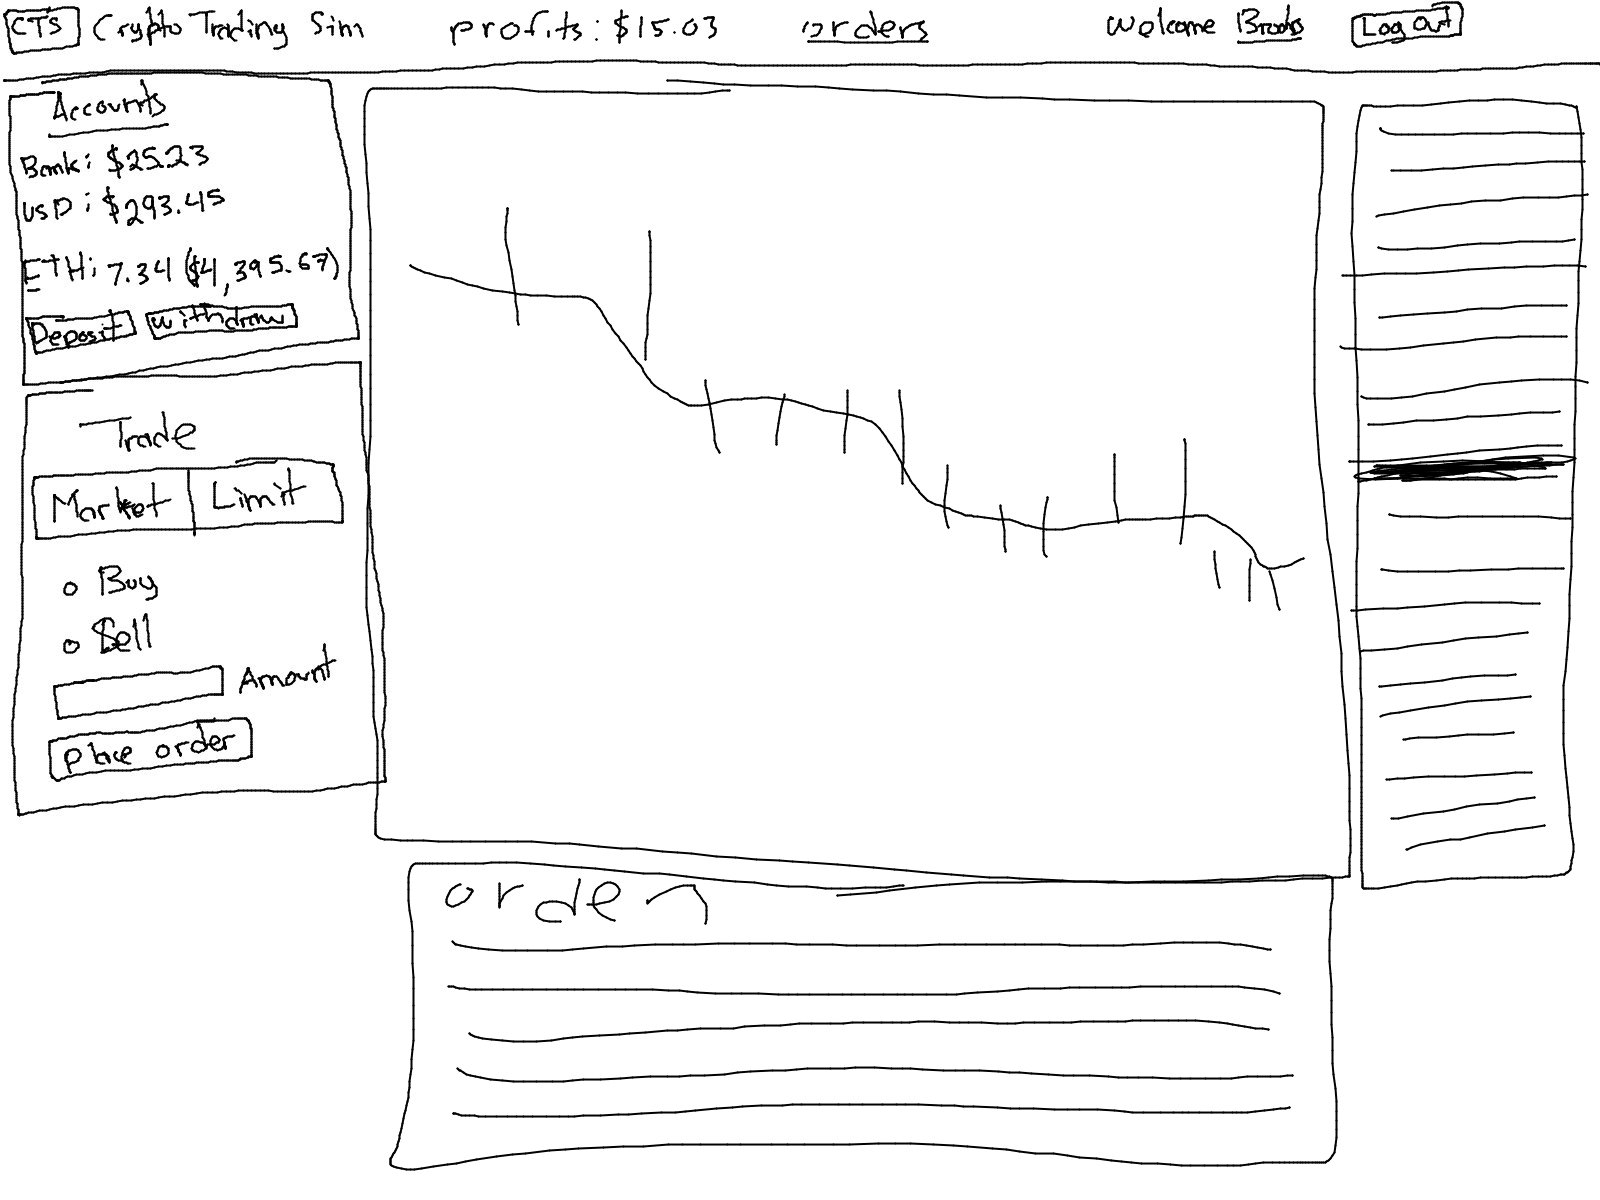 CTS Crypto Trading Sim profits: $15.03 orders Welcome Brooks Log Out
Accounts
Bank: $25.23
USD: $293.45
ETH: 7.34 ($4,395.67)
Deposit Withdraw
Trade
Market Limit
Buy
Sell
Amount
Place order
order